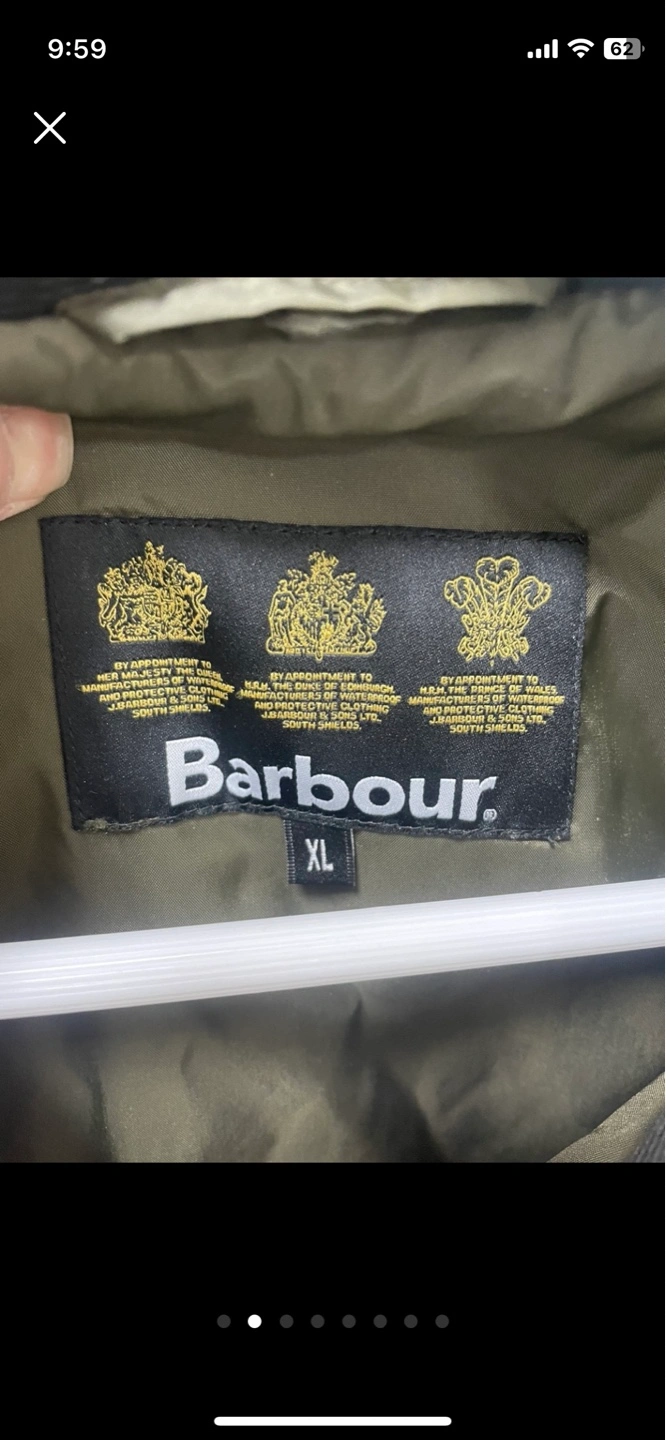 9:59
62
BY APPOINTMENT TO
HER MAJESTY THE QUEEN
MANUFACTURERS OF WATERPROOF
AND PROTECTIVE CLOTHING
J.BARBOUR & SONS LTD.
SOUTH SHIELDS.
BY APPOINTMENT TO
H.R.H. THE DUKE OF EDINBURGH
MANUFACTURERS OF WATERPROOF
AND PROTECTIVE CLOTHING
J.BARBOUR & SONS LTD.
SOUTH SHIELDS.
BY APPOINTMENT TO
H.R.H. THE PRINCE OF WALES
MANUFACTURERS OF WATERPROOF
AND PROTECTIVE CLOTHING
J.BARBOUR & SONS LTD.
SOUTH SHIELDS.
Barbour®
XL